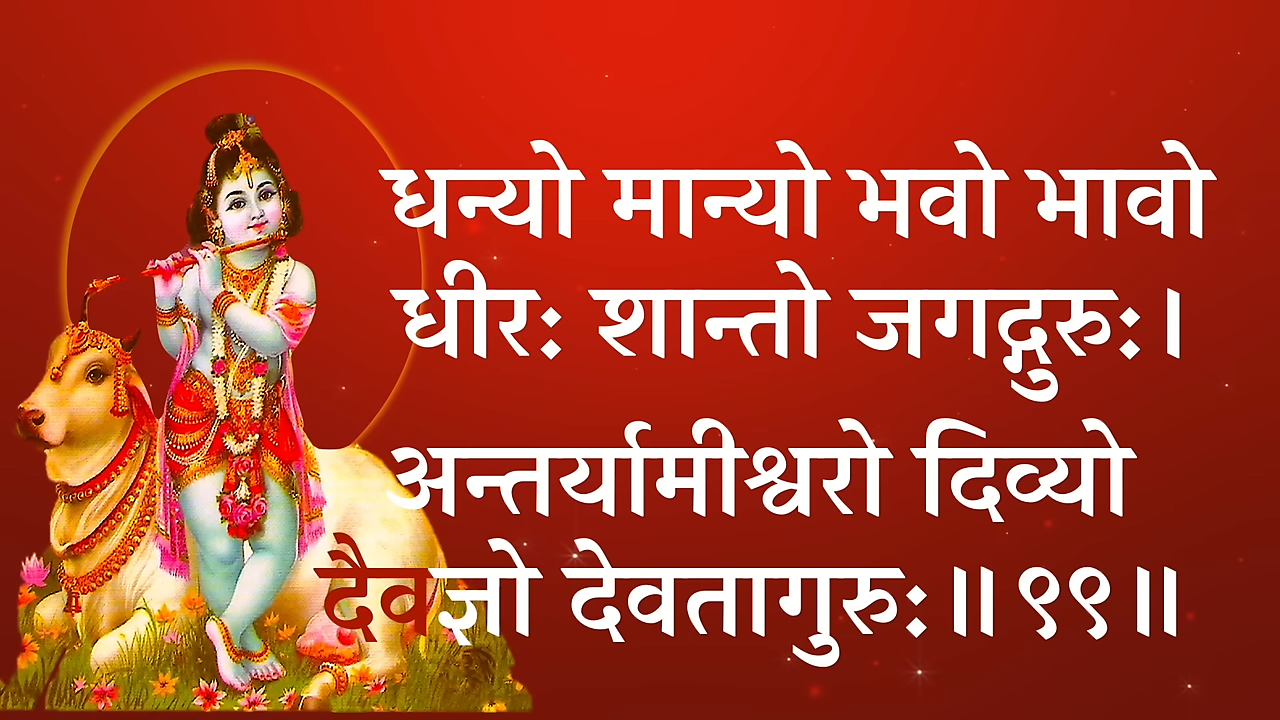 धन्यो मान्यो भवो भावो
धीरः शान्तो जगद्गुरुः।
अन्तर्यामीश्वरो दिव्यो
दैवज्ञो देवतागुरुः॥९९॥